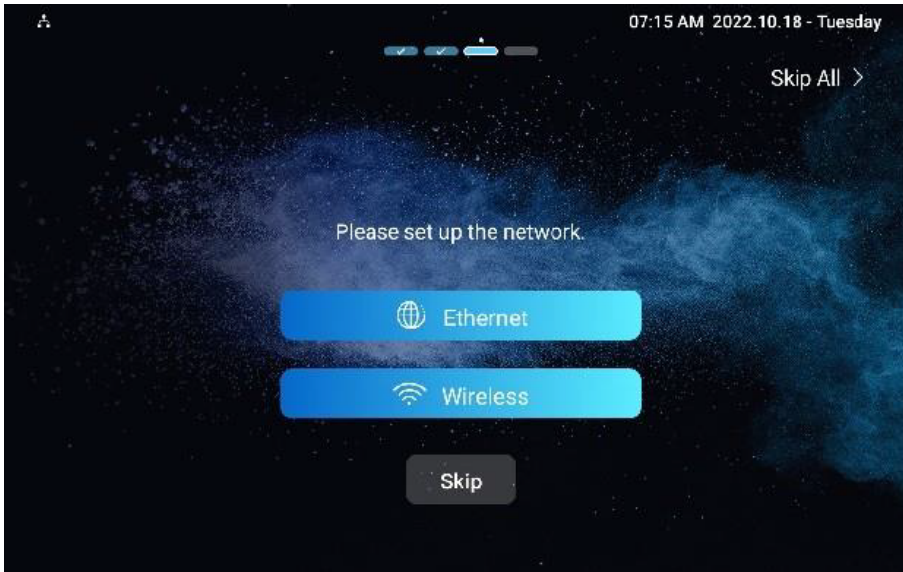 07:15 AM 2022.10.18 - Tuesday
Skip All
Please set up the network.
Ethernet
Wireless
Skip